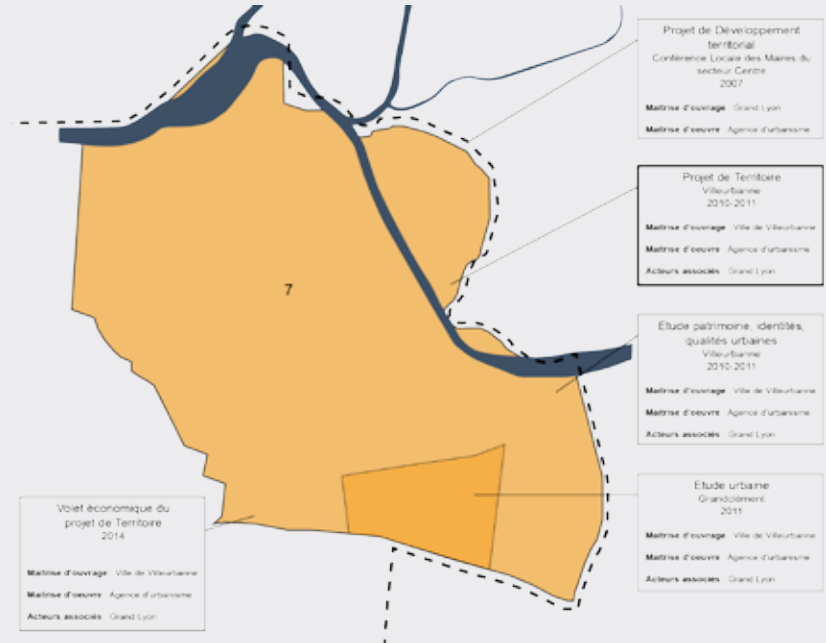 Projet de Développement
territorial
Conférence Locale des Maires du
secteur Centre
2007
Maîtrise d'ouvrage Grand Lyon
Maîtrise d'oeuvre Agence d'urbanisme
Projet de Territoire
Villeurbanne
2010-2011
Maîtrise d'ouvrage Ville de Villeurbanne
Maîtrise d'oeuvre Agence d'urbanisme
Acteurs associés Grand Lyon
7
Etude patrimoine, identités,
qualités urbaines
Villeurbanne
2010-2011
Maîtrise d'ouvrage Ville de Villeurbanne
Maîtrise d'oeuvre Agence d'urbanisme
Acteurs associés Grand Lyon
Etude urbaine
Grandclément
2011
Maîtrise d'ouvrage Ville de Villeurbanne
Maîtrise d'oeuvre Agence d'urbanisme
Acteurs associés Grand Lyon
Volet économique du
projet de Territoire
2014
Maîtrise d'ouvrage Ville de Villeurbanne
Maîtrise d'oeuvre Agence d'urbanisme
Acteurs associés Grand Lyon